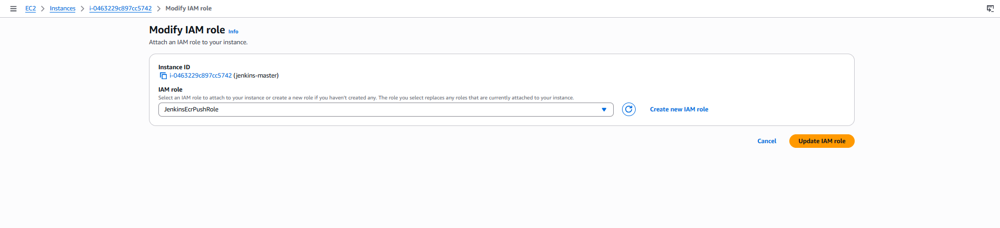 EC2 > Instances > i-0463229c897cc5742 > Modify IAM role
Modify IAM role Info
Attach an IAM role to your instance.
Instance ID
i-0463229c897cc5742 (jenkins-master)
IAM role
Select an IAM role to attach to your instance or create a new role if you haven't created any. The role you select replaces any roles that are currently attached to your instance.
JenkinsEcrPushRole
Create new IAM role
Cancel
Update IAM role